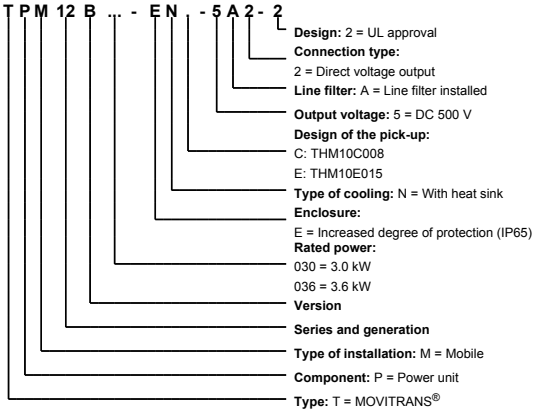 T P M 12 B ... - E N . - 5 A 2 - 2
Design: 2 = UL approval
Connection type:
2 = Direct voltage output
Line filter: A = Line filter installed
Output voltage: 5 = DC 500 V
Design of the pick-up:
C: THM10C008
E: THM10E015
Type of cooling: N = With heat sink
Enclosure:
E = Increased degree of protection (IP65)
Rated power:
030 = 3.0 kW
036 = 3.6 kW
Version
Series and generation
Type of installation: M = Mobile
Component: P = Power unit
Type: T = MOVITRANS®